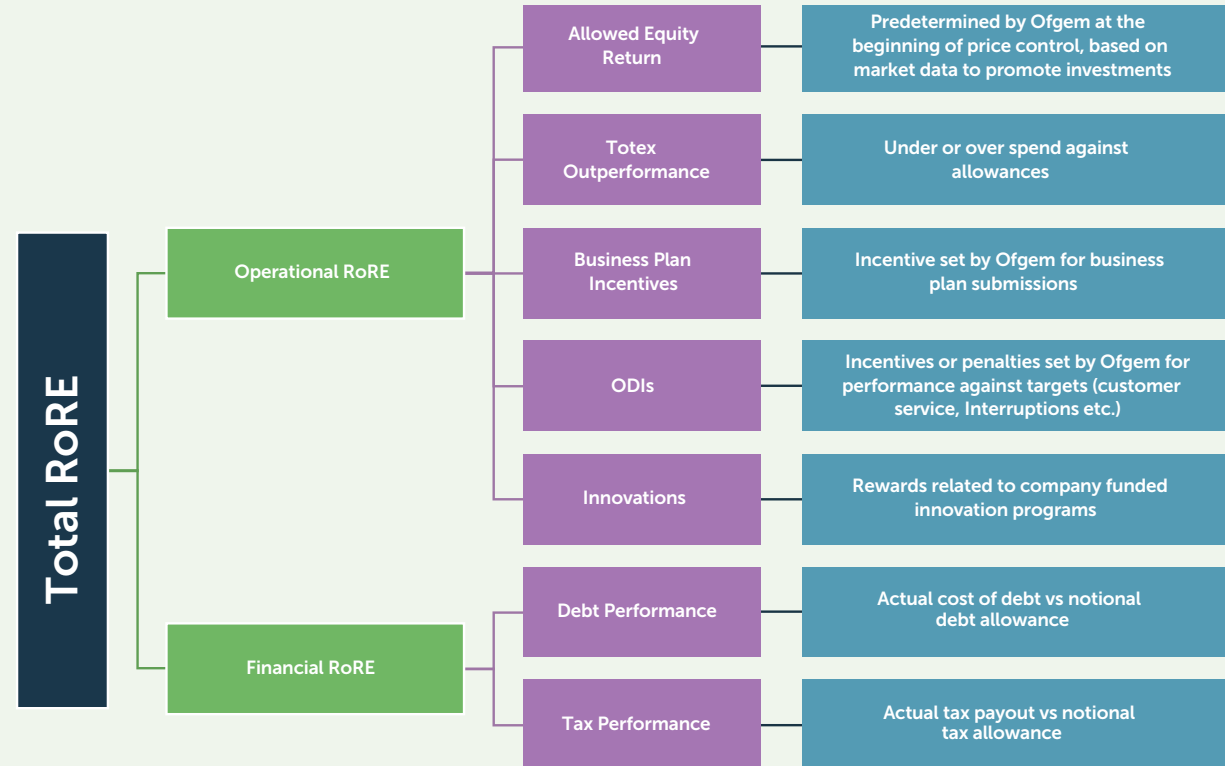 Total RoRE
Operational RoRE
Allowed Equity
Return
Predetermined by Ofgem at the
beginning of price control, based on
market data to promote investments
Totex
Outperformance
Under or over spend against
allowances
Business Plan
Incentives
Incentive set by Ofgem for business
plan submissions
ODIs
Incentives or penalties set by Ofgem for
performance against targets (customer
service, Interruptions etc.)
Innovations
Rewards related to company funded
innovation programs
Financial RoRE
Debt Performance
Actual cost of debt vs notional
debt allowance
Tax Performance
Actual tax payout vs notional
tax allowance